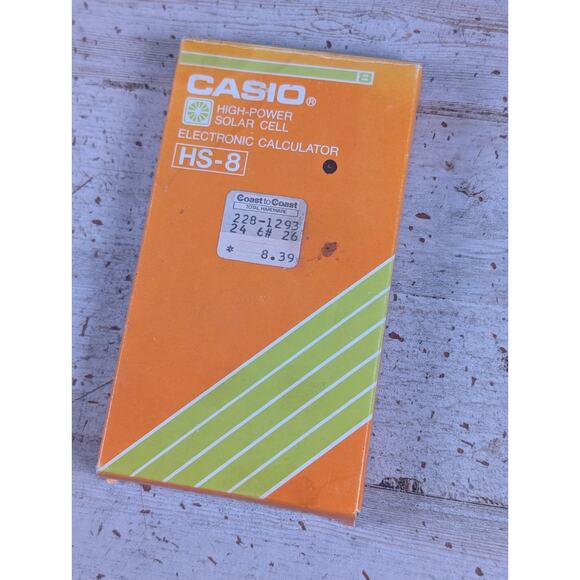 8
CASIO®
HIGH-POWER
SOLAR CELL
ELECTRONIC CALCULATOR
HS-8
Coast to Coast
TOTAL HARDWARE
228-1293
24 6# 26
* 8.39